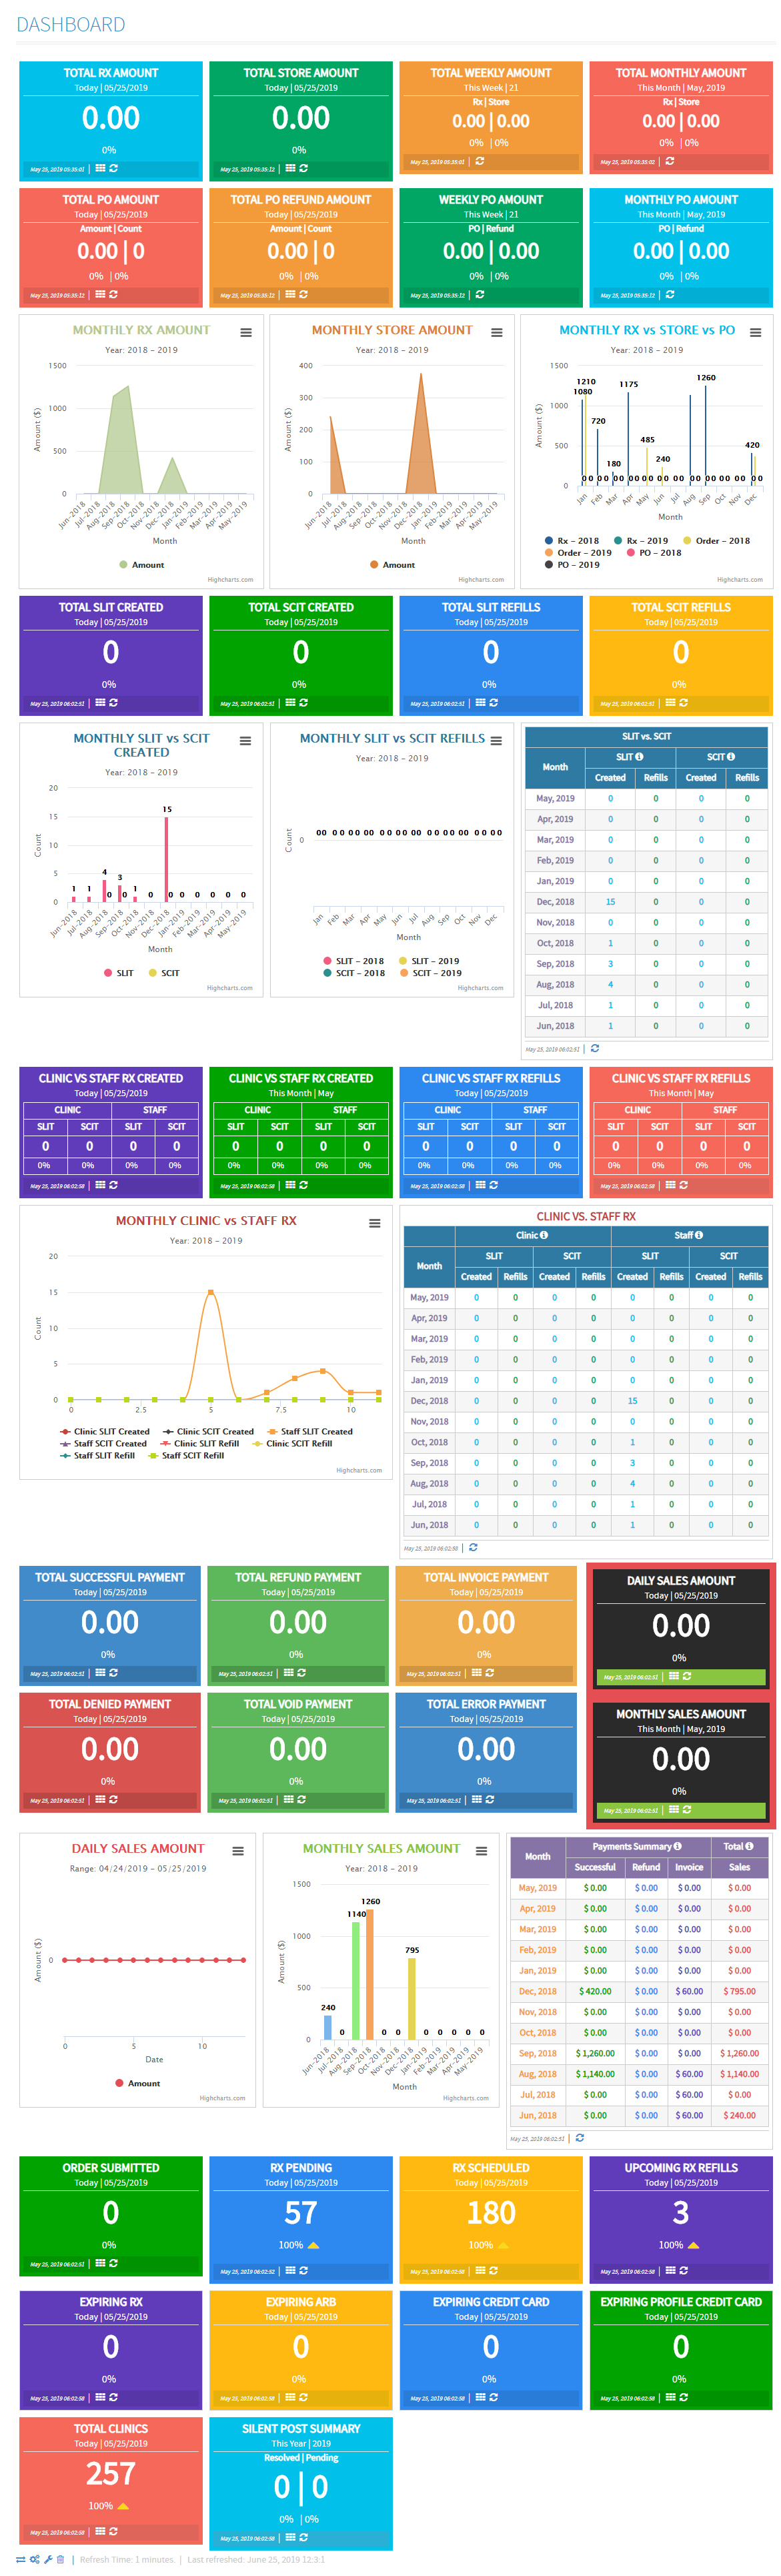 DASHBOARD
TOTAL RX AMOUNT
Today | 05/25/2019
0.00
0%
May 25, 2019 05:35:01 |
TOTAL STORE AMOUNT
Today | 05/25/2019
0.00
0%
May 25, 2019 05:35:12 |
TOTAL WEEKLY AMOUNT
This Week | 21
Rx | Store
0.00 | 0.00
0% | 0%
May 25, 2019 05:35:01 |
TOTAL MONTHLY AMOUNT
This Month | May, 2019
Rx | Store
0.00 | 0.00
0% | 0%
May 25, 2019 05:35:02 |
TOTAL PO AMOUNT
Today | 05/25/2019
Amount | Count
0.00 | 0
0% | 0%
May 25, 2019 05:35:12 |
TOTAL PO REFUND AMOUNT
Today | 05/25/2019
Amount | Count
0.00 | 0
0% | 0%
May 25, 2019 05:35:12 |
WEEKLY PO AMOUNT
This Week | 21
PO | Refund
0.00 | 0.00
0% | 0%
May 25, 2019 05:35:12 |
MONTHLY PO AMOUNT
This Month | May, 2019
PO | Refund
0.00 | 0.00
0% | 0%
May 25, 2019 05:35:12 |
MONTHLY RX AMOUNT
Year: 2018 - 2019
Amount ($)
1500
1000
500
0
Jun-2018 Jul-2018 Aug-2018 Sep-2018 Oct-2018 Nov-2018 Dec-2018 Jan-2019 Feb-2019 Mar-2019 Apr-2019 May-2019
Month
Amount
Highcharts.com
MONTHLY STORE AMOUNT
Year: 2018 - 2019
Amount ($)
400
300
200
100
0
Jun-2018 Jul-2018 Aug-2018 Sep-2018 Oct-2018 Nov-2018 Dec-2018 Jan-2019 Feb-2019 Mar-2019 Apr-2019 May-2019
Month
Amount
Highcharts.com
MONTHLY RX vs STORE vs PO
Year: 2018 - 2019
Amount ($)
1500
1000
500
0
1210
1080
720
180
1175
485
240
1260
420
Jan Feb Mar Apr May Jun Jul Aug Sep Oct Nov Dec
Month
Rx - 2018 Rx - 2019 Order - 2018
Order - 2019 PO - 2018
PO - 2019
Highcharts.com
TOTAL SLIT CREATED
Today | 05/25/2019
0
0%
May 25, 2019 06:02:51 |
TOTAL SCIT CREATED
Today | 05/25/2019
0
0%
May 25, 2019 06:02:51 |
TOTAL SLIT REFILLS
Today | 05/25/2019
0
0%
May 25, 2019 06:02:51 |
TOTAL SCIT REFILLS
Today | 05/25/2019
0
0%
May 25, 2019 06:02:51 |
MONTHLY SLIT vs SCIT
CREATED
Year: 2018 - 2019
Count
20
15
10
5
0
1 1 4 0 3 0 1 0 15 0 0 0 0 0 0
Jun-2018 Jul-2018 Aug-2018 Sep-2018 Oct-2018 Nov-2018 Dec-2018 Jan-2019 Feb-2019 Mar-2019 Apr-2019 May-2019
Month
SLIT SCIT
Highcharts.com
MONTHLY SLIT vs SCIT REFILLS
Year: 2018 - 2019
Count
0
00 0 0 0 00 0 0 00 00 00 0 0 00 0 0 0 0
Jan Feb Mar Apr May Jun Jul Aug Sep Oct Nov Dec
Month
SLIT - 2018 SLIT - 2019
SCIT - 2018 SCIT - 2019
Highcharts.com
SLIT vs. SCIT
Month SLIT SCIT
Created Refills Created Refills
May, 2019 0 0 0 0
Apr, 2019 0 0 0 0
Mar, 2019 0 0 0 0
Feb, 2019 0 0 0 0
Jan, 2019 0 0 0 0
Dec, 2018 15 0 0 0
Nov, 2018 0 0 0 0
Oct, 2018 1 0 0 0
Sep, 2018 3 0 0 0
Aug, 2018 4 0 0 0
Jul, 2018 1 0 0 0
Jun, 2018 1 0 0 0
May 25, 2019 06:02:51 |
CLINIC VS STAFF RX CREATED
Today | 05/25/2019
CLINIC STAFF
SLIT SCIT SLIT SCIT
0 0 0 0
0% 0% 0% 0%
May 25, 2019 06:02:58 |
CLINIC VS STAFF RX CREATED
This Month | May
CLINIC STAFF
SLIT SCIT SLIT SCIT
0 0 0 0
0% 0% 0% 0%
May 25, 2019 06:02:58 |
CLINIC VS STAFF RX REFILLS
Today | 05/25/2019
CLINIC STAFF
SLIT SCIT SLIT SCIT
0 0 0 0
0% 0% 0% 0%
May 25, 2019 06:02:58 |
CLINIC VS STAFF RX REFILLS
This Month | May
CLINIC STAFF
SLIT SCIT SLIT SCIT
0 0 0 0
0% 0% 0% 0%
May 25, 2019 06:02:58 |
MONTHLY CLINIC vs STAFF RX
Year: 2018 - 2019
Count
20
15
10
5
0
0 2.5 5 7.5 10
Clinic SLIT Created Clinic SCIT Created Staff SLIT Created
Staff SCIT Created Clinic SLIT Refill Clinic SCIT Refill
Staff SLIT Refill Staff SCIT Refill
Highcharts.com
CLINIC VS. STAFF RX
Month Clinic Staff
SLIT SCIT SLIT SCIT
Created Refills Created Refills Created Refills Created Refills
May, 2019 0 0 0 0 0 0 0 0
Apr, 2019 0 0 0 0 0 0 0 0
Mar, 2019 0 0 0 0 0 0 0 0
Feb, 2019 0 0 0 0 0 0 0 0
Jan, 2019 0 0 0 0 0 0 0 0
Dec, 2018 0 0 0 0 15 0 0 0
Nov, 2018 0 0 0 0 0 0 0 0
Oct, 2018 0 0 0 0 1 0 0 0
Sep, 2018 0 0 0 0 3 0 0 0
Aug, 2018 0 0 0 0 4 0 0 0
Jul, 2018 0 0 0 0 1 0 0 0
Jun, 2018 0 0 0 0 1 0 0 0
May 25, 2019 06:02:58 |
TOTAL SUCCESSFUL PAYMENT
Today | 05/25/2019
0.00
0%
May 25, 2019 06:02:51 |
TOTAL REFUND PAYMENT
Today | 05/25/2019
0.00
0%
May 25, 2019 06:02:51 |
TOTAL INVOICE PAYMENT
Today | 05/25/2019
0.00
0%
May 25, 2019 06:02:51 |
DAILY SALES AMOUNT
Today | 05/25/2019
0.00
0%
May 25, 2019 06:02:51 |
TOTAL DENIED PAYMENT
Today | 05/25/2019
0.00
0%
May 25, 2019 06:02:51 |
TOTAL VOID PAYMENT
Today | 05/25/2019
0.00
0%
May 25, 2019 06:02:51 |
TOTAL ERROR PAYMENT
Today | 05/25/2019
0.00
0%
May 25, 2019 06:02:51 |
MONTHLY SALES AMOUNT
This Month | May, 2019
0.00
0%
May 25, 2019 06:02:51 |
DAILY SALES AMOUNT
Range: 04/24/2019 - 05/25/2019
Amount ($)
0
0 5 10
Date
Amount
Highcharts.com
MONTHLY SALES AMOUNT
Year: 2018 - 2019
Amount ($)
1500
1000
500
0
240 0 1140 1260 0 0 795 0 0 0 0 0
Jun-2018 Jul-2018 Aug-2018 Sep-2018 Oct-2018 Nov-2018 Dec-2018 Jan-2019 Feb-2019 Mar-2019 Apr-2019 May-2019
Month
Highcharts.com
Month Payments Summary Total
Successful Refund Invoice Sales
May, 2019 $ 0.00 $ 0.00 $ 0.00 $ 0.00
Apr, 2019 $ 0.00 $ 0.00 $ 0.00 $ 0.00
Mar, 2019 $ 0.00 $ 0.00 $ 0.00 $ 0.00
Feb, 2019 $ 0.00 $ 0.00 $ 0.00 $ 0.00
Jan, 2019 $ 0.00 $ 0.00 $ 0.00 $ 0.00
Dec, 2018 $ 420.00 $ 0.00 $ 60.00 $ 795.00
Nov, 2018 $ 0.00 $ 0.00 $ 0.00 $ 0.00
Oct, 2018 $ 0.00 $ 0.00 $ 0.00 $ 0.00
Sep, 2018 $ 1,260.00 $ 0.00 $ 0.00 $ 1,260.00
Aug, 2018 $ 1,140.00 $ 0.00 $ 60.00 $ 1,140.00
Jul, 2018 $ 0.00 $ 0.00 $ 60.00 $ 0.00
Jun, 2018 $ 0.00 $ 0.00 $ 60.00 $ 240.00
May 25, 2019 06:02:51 |
ORDER SUBMITTED
Today | 05/25/2019
0
0%
May 25, 2019 06:02:51 |
RX PENDING
Today | 05/25/2019
57
100%
May 25, 2019 06:02:52 |
RX SCHEDULED
Today | 05/25/2019
180
100%
May 25, 2019 06:02:58 |
UPCOMING RX REFILLS
Today | 05/25/2019
3
100%
May 25, 2019 06:02:58 |
EXPIRING RX
Today | 05/25/2019
0
0%
May 25, 2019 06:02:58 |
EXPIRING ARB
Today | 05/25/2019
0
0%
May 25, 2019 06:02:58 |
EXPIRING CREDIT CARD
Today | 05/25/2019
0
0%
May 25, 2019 06:02:58 |
EXPIRING PROFILE CREDIT CARD
Today | 05/25/2019
0
0%
May 25, 2019 06:02:58 |
TOTAL CLINICS
Today | 05/25/2019
257
100%
May 25, 2019 06:02:58 |
SILENT POST SUMMARY
This Year | 2019
Resolved | Pending
0 | 0
0% | 0%
May 25, 2019 06:02:58 |
| Refresh Time: 1 minutes. | Last refreshed: June 25, 2019 12:3:1